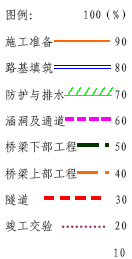 图例: 100 (%)
施工准备 90
路基填筑 80
防护与排水 70
涵洞及通道 60
桥梁下部工程 50
桥梁上部工程 40
隧道 30
竣工交验 20
10